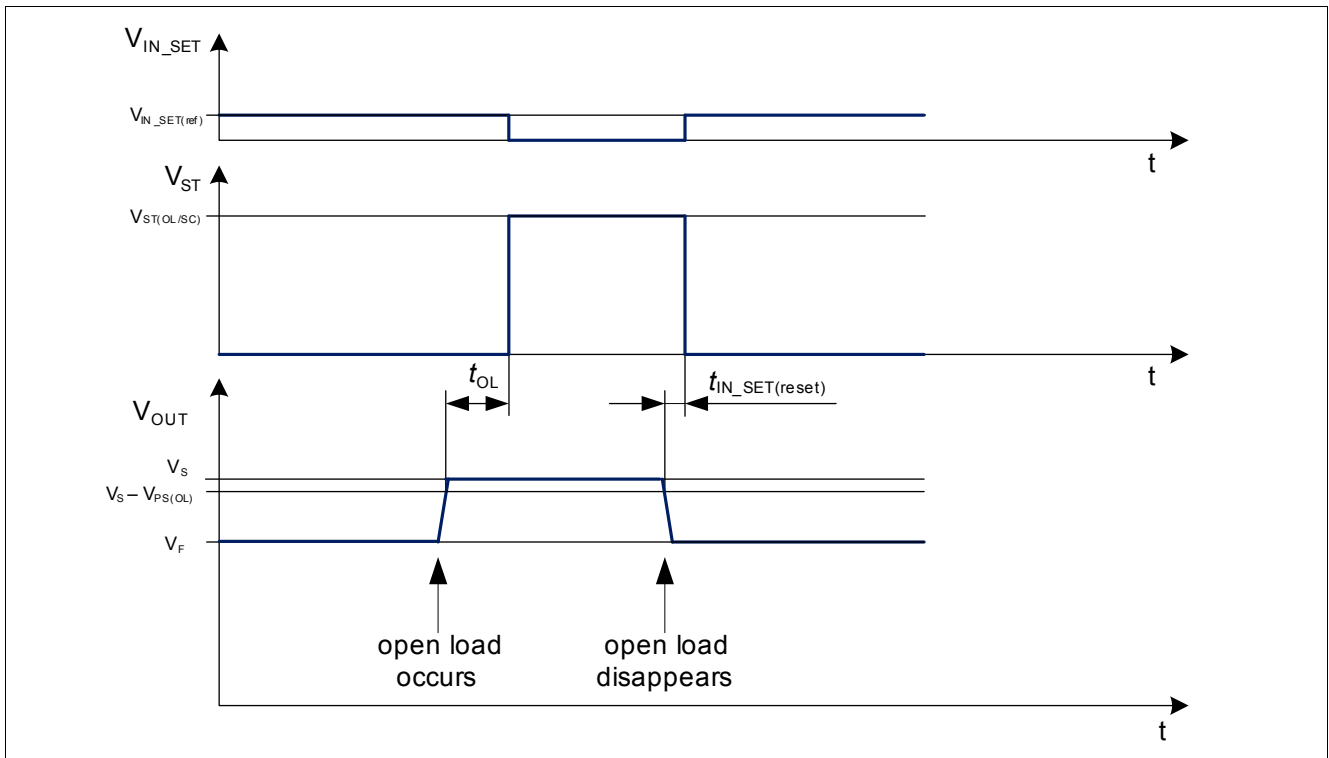 V_IN_SET
V_IN_SET(ref)
t
V_ST
V_ST(OL/SC)
t
t_OL
t_IN_SET(reset)
V_OUT
V_S
V_S – V_PS(OL)
V_F
open load
occurs
open load
disappears
t